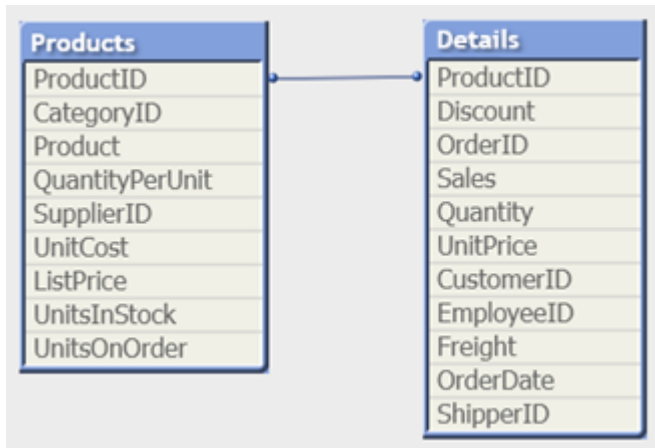 Products
ProductID
CategoryID
Product
QuantityPerUnit
SupplierID
UnitCost
ListPrice
UnitsInStock
UnitsOnOrder
Details
ProductID
Discount
OrderID
Sales
Quantity
UnitPrice
CustomerID
EmployeeID
Freight
OrderDate
ShipperID